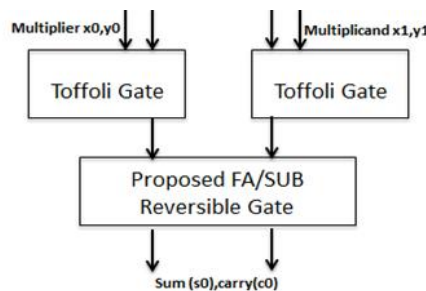 Multiplier x0,y0
Multiplicand x1,y1
Toffoli Gate
Toffoli Gate
Proposed FA/SUB
Reversible Gate
Sum (s0),carry(c0)